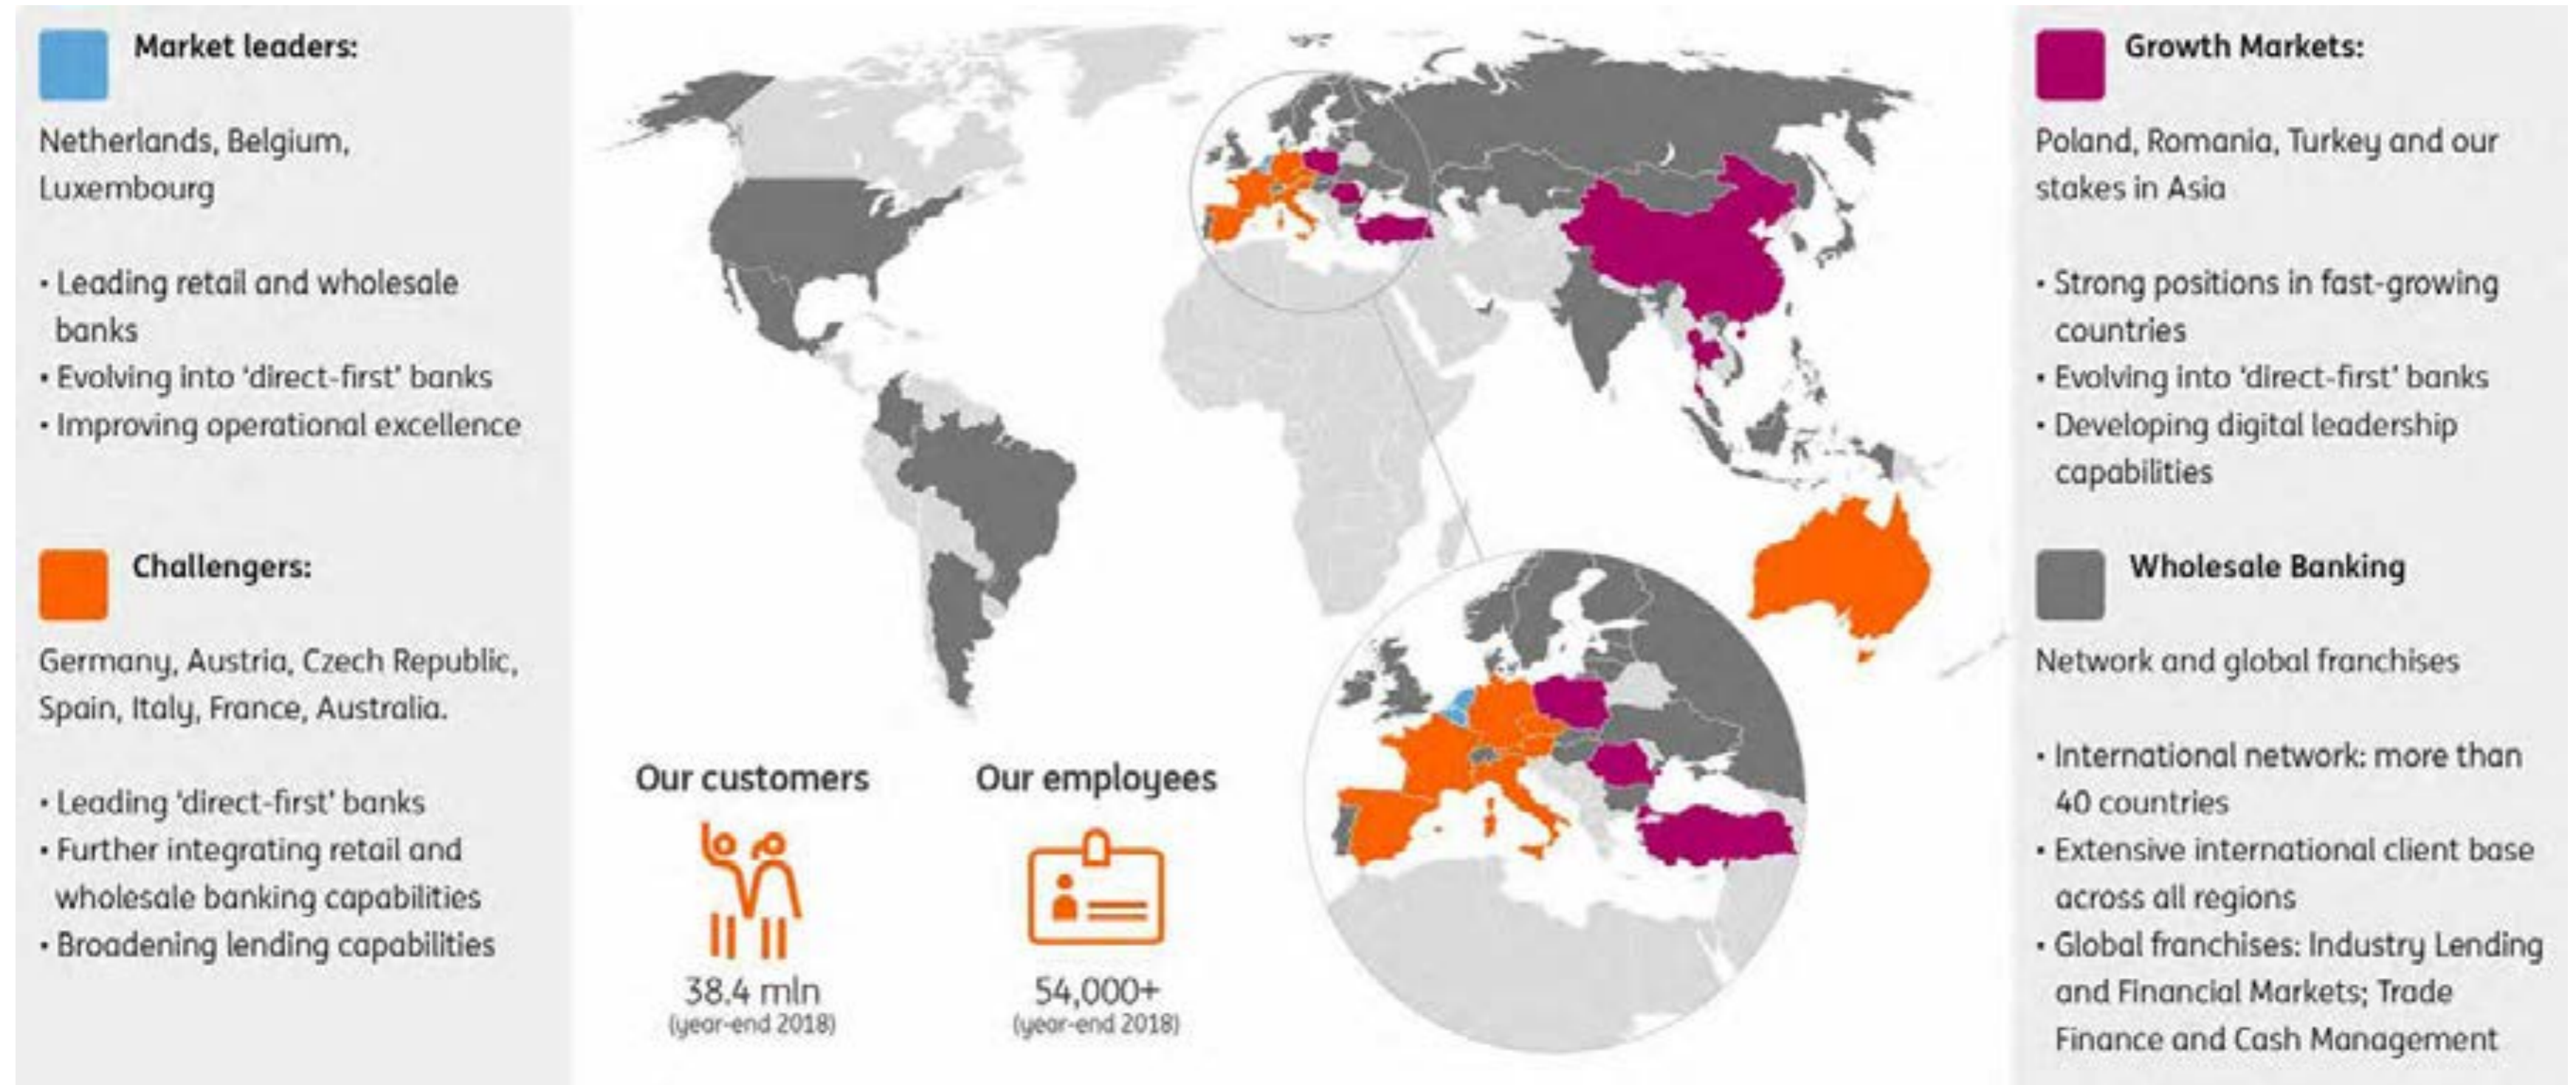 Market leaders:
Netherlands, Belgium,
Luxembourg
• Leading retail and wholesale
banks
• Evolving into ‘direct-first’ banks
• Improving operational excellence
Challengers:
Germany, Austria, Czech Republic,
Spain, Italy, France, Australia.
• Leading ‘direct-first’ banks
• Further integrating retail and
wholesale banking capabilities
• Broadening lending capabilities
Our customers
38.4 mln
(year-end 2018)
Our employees
54,000+
(year-end 2018)
Growth Markets:
Poland, Romania, Turkey and our
stakes in Asia
• Strong positions in fast-growing
countries
• Evolving into ‘direct-first’ banks
• Developing digital leadership
capabilities
Wholesale Banking
Network and global franchises
• International network: more than
40 countries
• Extensive international client base
across all regions
• Global franchises: Industry Lending
and Financial Markets; Trade
Finance and Cash Management